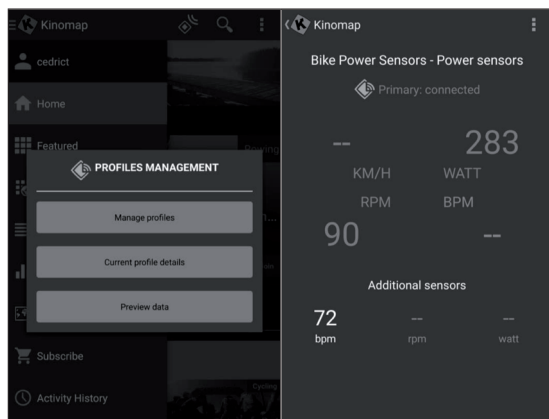 Kinomap
cedrict
Home
Featured
Rowing
PROFILES MANAGEMENT
Manage profiles
Current profile details
Preview data
Subscribe
Activity History
Cycling
Kinomap
Bike Power Sensors - Power sensors
Primary: connected
-- 283
KM/H WATT
RPM BPM
90 --
Additional sensors
72 -- --
bpm rpm watt